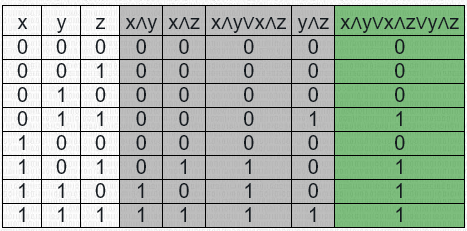 x y z x∧y x∧z x∧y∨x∧z y∧z x∧y∨x∧z∨y∧z
0 0 0 0 0 0 0 0
0 0 1 0 0 0 0 0
0 1 0 0 0 0 0 0
0 1 1 0 0 0 1 1
1 0 0 0 0 0 0 0
1 0 1 0 1 1 0 1
1 1 0 1 0 1 0 1
1 1 1 1 1 1 1 1